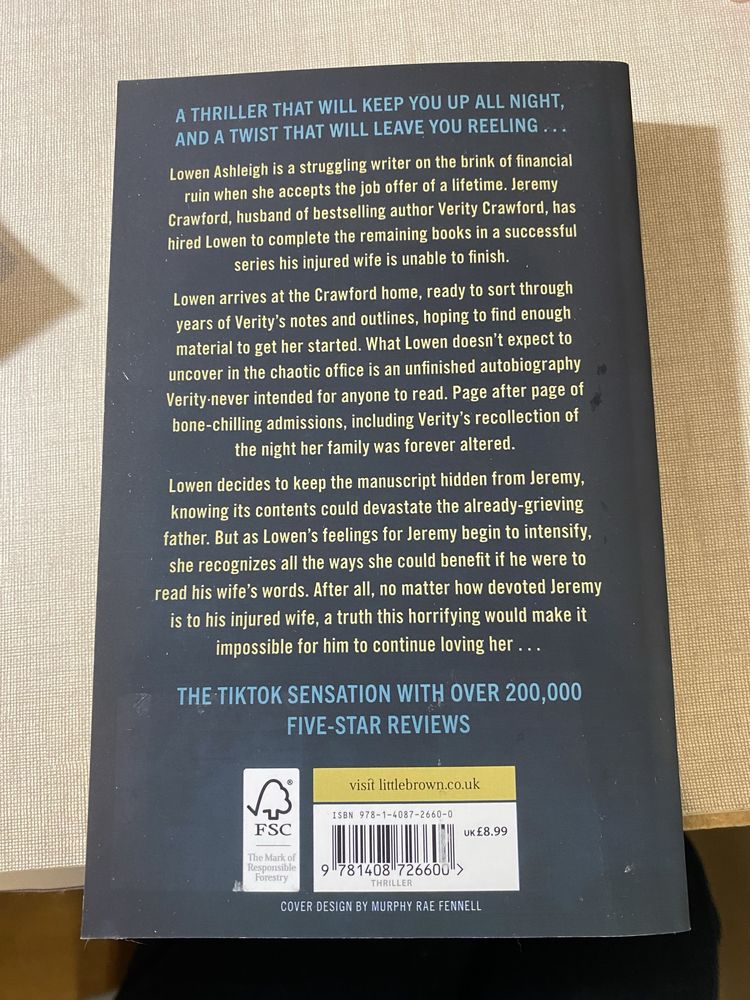 A THRILLER THAT WILL KEEP YOU UP ALL NIGHT,
AND A TWIST THAT WILL LEAVE YOU REELING . . .
Lowen Ashleigh is a struggling writer on the brink of financial
ruin when she accepts the job offer of a lifetime. Jeremy
Crawford, husband of bestselling author Verity Crawford, has
hired Lowen to complete the remaining books in a successful
series his injured wife is unable to finish.
Lowen arrives at the Crawford home, ready to sort through
years of Verity's notes and outlines, hoping to find enough
material to get her started. What Lowen doesn't expect to
uncover in the chaotic office is an unfinished autobiography
Verity never intended for anyone to read. Page after page of
bone-chilling admissions, including Verity's recollection of
the night her family was forever altered.
Lowen decides to keep the manuscript hidden from Jeremy,
knowing its contents could devastate the already-grieving
father. But as Lowen's feelings for Jeremy begin to intensify,
she recognizes all the ways she could benefit if he were to
read his wife's words. After all, no matter how devoted Jeremy
is to his injured wife, a truth this horrifying would make it
impossible for him to continue loving her . . .
THE TIKTOK SENSATION WITH OVER 200,000
FIVE-STAR REVIEWS
FSC
®
The Mark of
Responsible
Forestry
visit littlebrown.co.uk
ISBN 978-1-4087-2660-0
UK £8.99
9 781408 726600 >
THRILLER
COVER DESIGN BY MURPHY RAE FENNELL